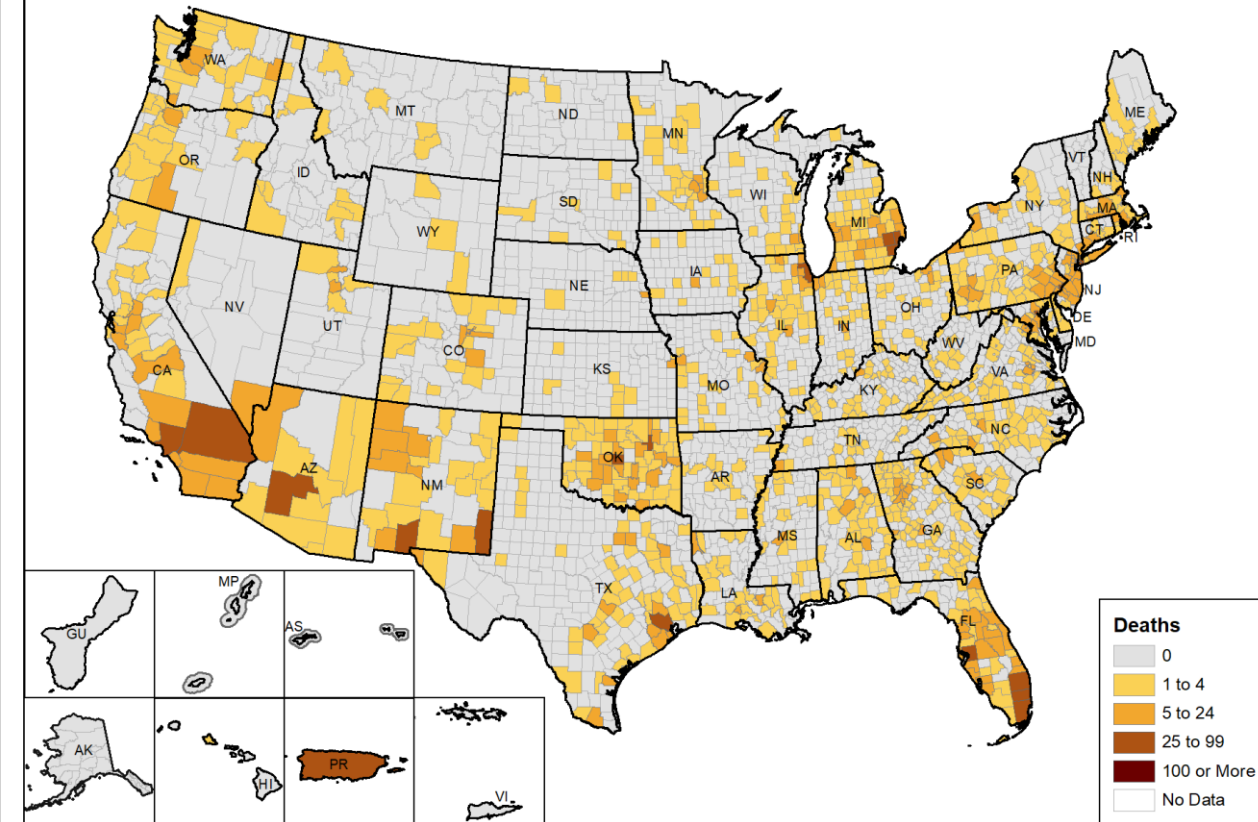 WA
MT
ND
MN
ME
OR
ID
SD
WI
VT
NH
WY
MI
NY
MA
CT
RI
IA
NE
PA
NJ
NV
UT
CO
IL
IN
OH
DE
MD
WV
CA
KS
MO
KY
VA
AZ
NM
OK
AR
TN
NC
SC
MS
AL
GA
TX
LA
FL
MP
GU
AS
AK
HI
PR
VI
Deaths
0
1 to 4
5 to 24
25 to 99
100 or More
No Data